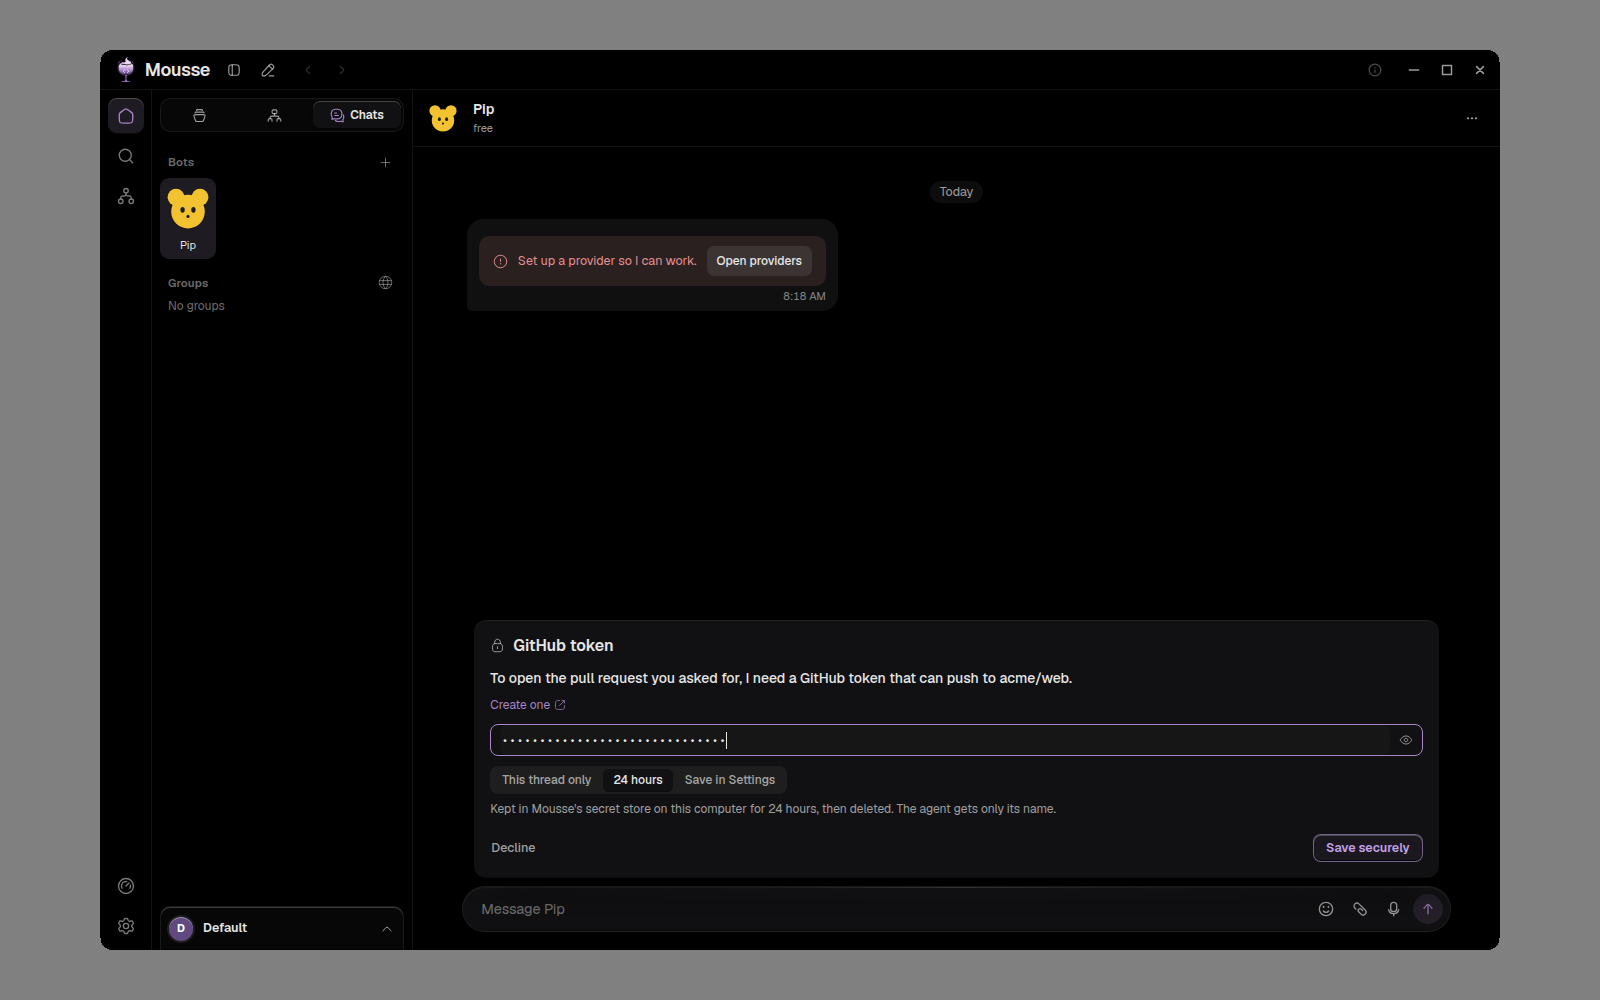 Mousse
Chats
Bots
Pip
Groups
No groups
D Default
Pip
free
Today
Set up a provider so I can work. Open providers
8:18 AM
GitHub token
To open the pull request you asked for, I need a GitHub token that can push to acme/web.
Create one
••••••••••••••••••••••••••••••
This thread only 24 hours Save in Settings
Kept in Mousse's secret store on this computer for 24 hours, then deleted. The agent gets only its name.
Decline Save securely
Message Pip